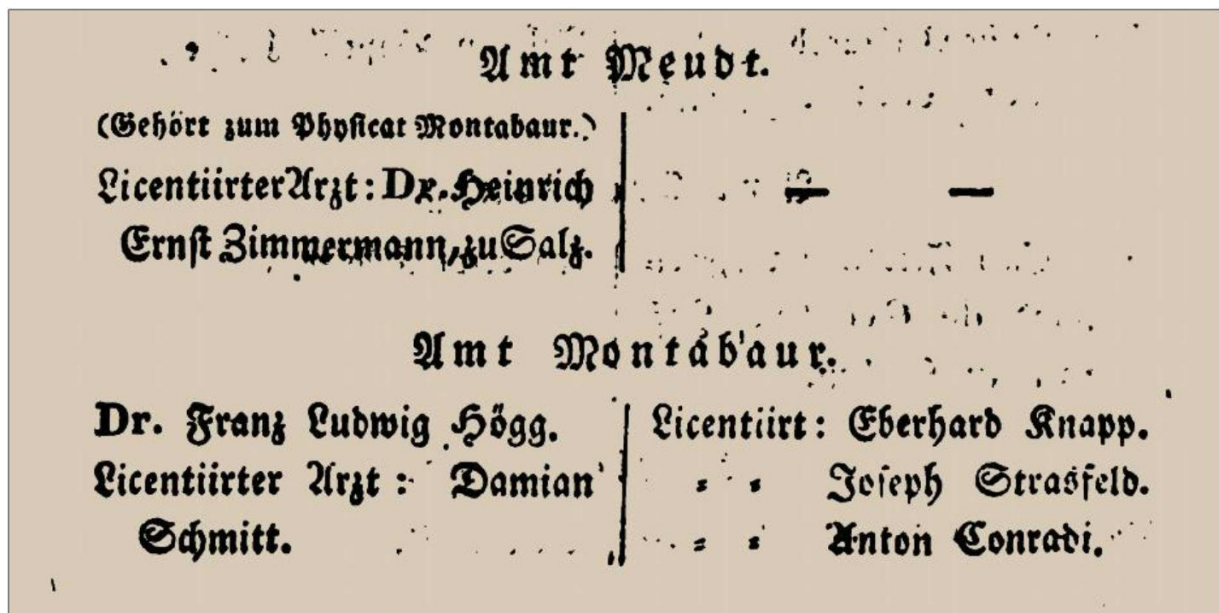 Amt Meudt.
(Gehört zum Physicat Montabaur.)
Licentiirter Arzt: Dr. Heinrich
Ernst Zimmermann, zu Salz.
— —
Amt Montabaur.
Dr. Franz Ludwig Högg.
Licentiirter Arzt: Damian
Schmitt.
Licentiirt: Eberhard Knapp.
" " Joseph Strasfeld.
" " Anton Conradi.